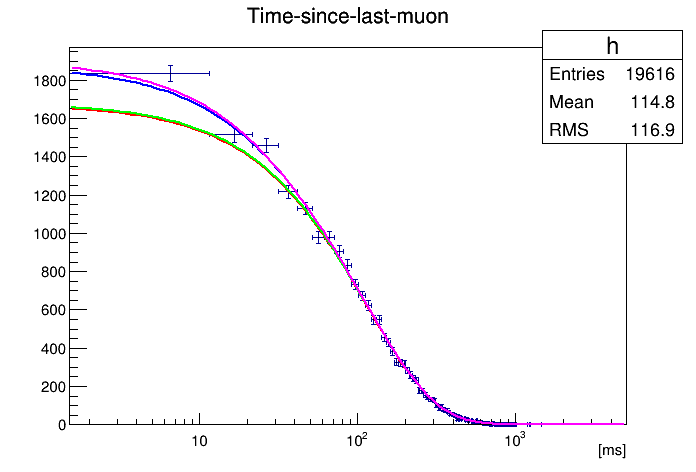 Time-since-last-muon
h
Entries 19616
Mean 114.8
RMS 116.9
1800
1600
1400
1200
1000
800
600
400
200
0
10 10² 10³
[ms]